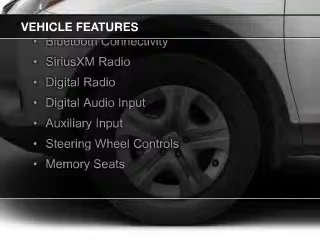 VEHICLE FEATURES
• Bluetooth Connectivity
• SiriusXM Radio
• Digital Radio
• Digital Audio Input
• Auxiliary Input
• Steering Wheel Controls
• Memory Seats